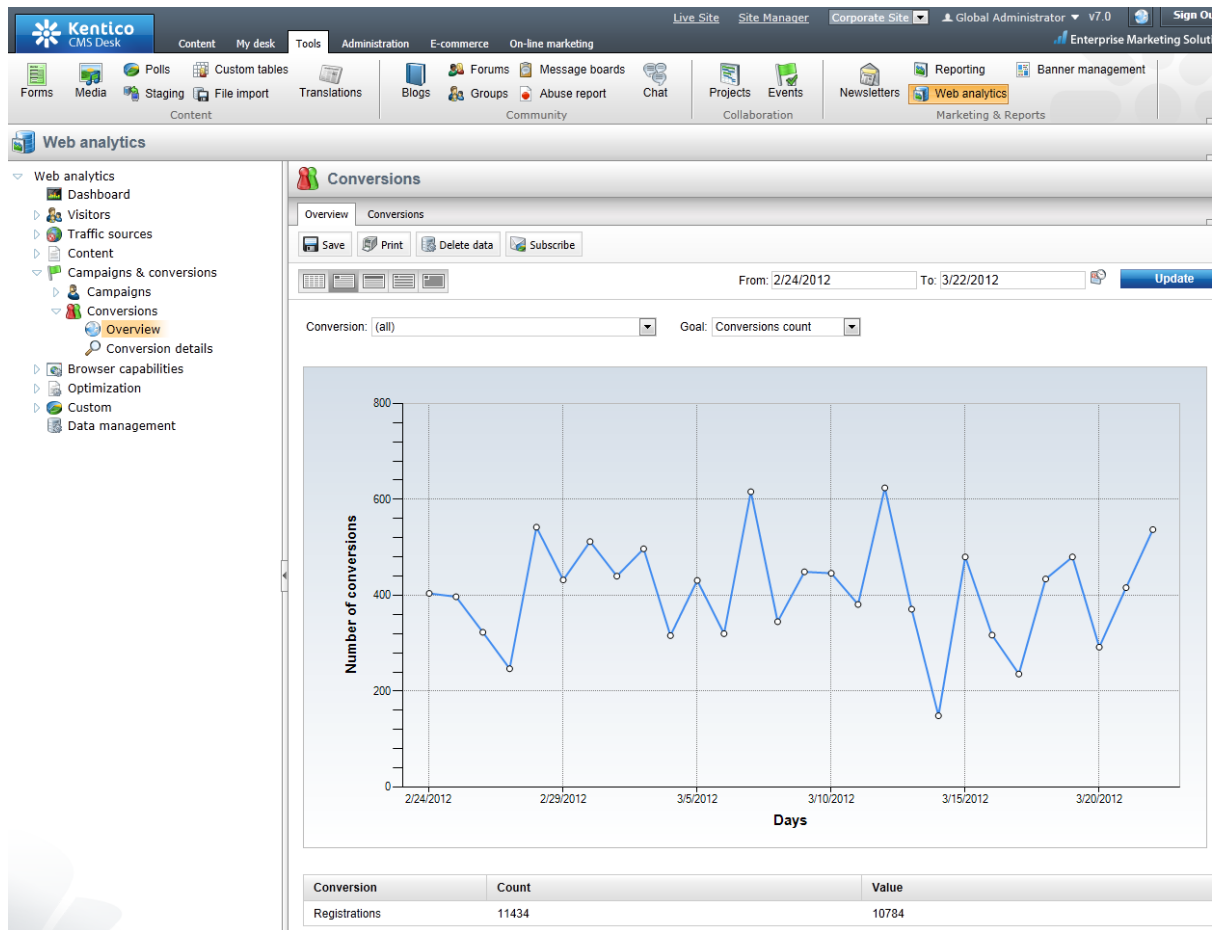 Live Site Site Manager Corporate Site Global Administrator v7.0 Sign Ou
Kentico
CMS Desk
Content My desk Tools Administration E-commerce On-line marketing
Enterprise Marketing Soluti
Polls Custom tables Forums Message boards Reporting Banner management
Forms Media Staging File import Translations Blogs Groups Abuse report Chat Projects Events Newsletters Web analytics
Content Community Collaboration Marketing & Reports
Web analytics
Web analytics
Dashboard
Visitors
Traffic sources
Content
Campaigns & conversions
Campaigns
Conversions
Overview
Conversion details
Browser capabilities
Optimization
Custom
Data management
Conversions
Overview Conversions
Save Print Delete data Subscribe
From: 2/24/2012 To: 3/22/2012 Update
Conversion: (all) Goal: Conversions count
800
600
400
200
0
Number of conversions
2/24/2012 2/29/2012 3/5/2012 3/10/2012 3/15/2012 3/20/2012
Days
Conversion Count Value
Registrations 11434 10784